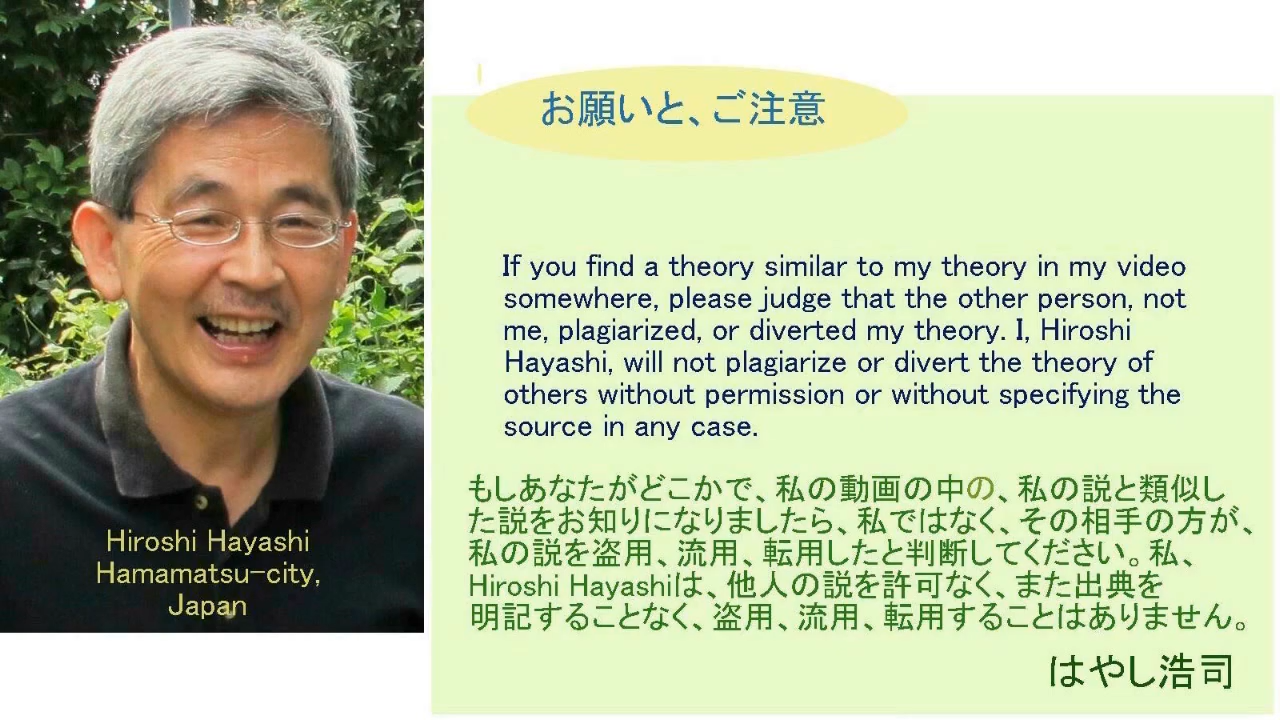 Hiroshi Hayashi
Hamamatsu-city,
Japan
お願いと、ご注意
If you find a theory similar to my theory in my video
somewhere, please judge that the other person, not
me, plagiarized, or diverted my theory. I, Hiroshi
Hayashi, will not plagiarize or divert the theory of
others without permission or without specifying the
source in any case.
もしあなたがどこかで、私の動画の中の、私の説と類似し
た説をお知りになりましたら、私ではなく、その相手の方が、
私の説を盗用、流用、転用したと判断してください。私、
Hiroshi Hayashiは、他人の説を許可なく、また出典を
明記することなく、盗用、流用、転用することはありません。
はやし浩司